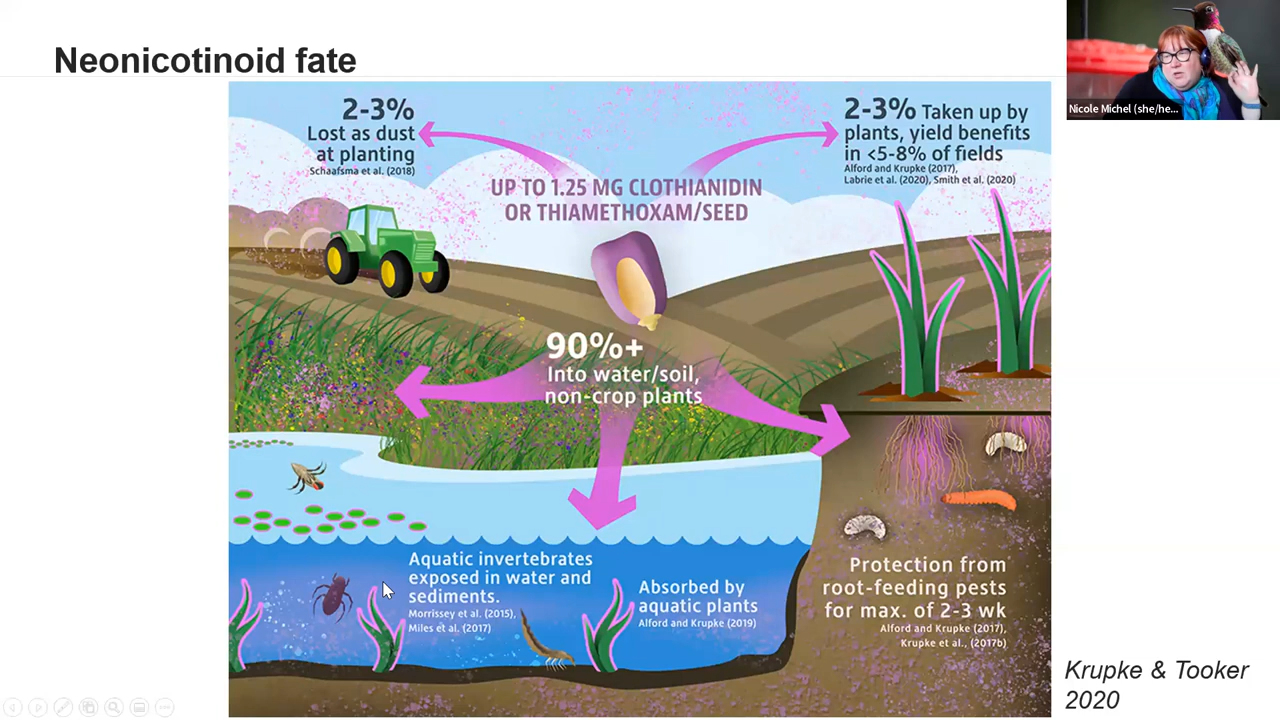 Neonicotinoid fate
Nicole Michel (she/he...
2-3%
Lost as dust
at planting
Schaafsma et al. (2018)
2-3% Taken up by
plants, yield benefits
in <5-8% of fields
Alford and Krupke (2017),
Labrie et al. (2020), Smith et al. (2020)
UP TO 1.25 MG CLOTHIANIDIN
OR THIAMETHOXAM/SEED
90%+
Into water/soil,
non-crop plants
Aquatic invertebrates
exposed in water and
sediments.
Morrissey et al. (2015),
Miles et al. (2017)
Absorbed by
aquatic plants
Alford and Krupke (2019)
Protection from
root-feeding pests
for max. of 2-3 wk
Alford and Krupke (2017),
Krupke et al., (2017b)
Krupke & Tooker
2020